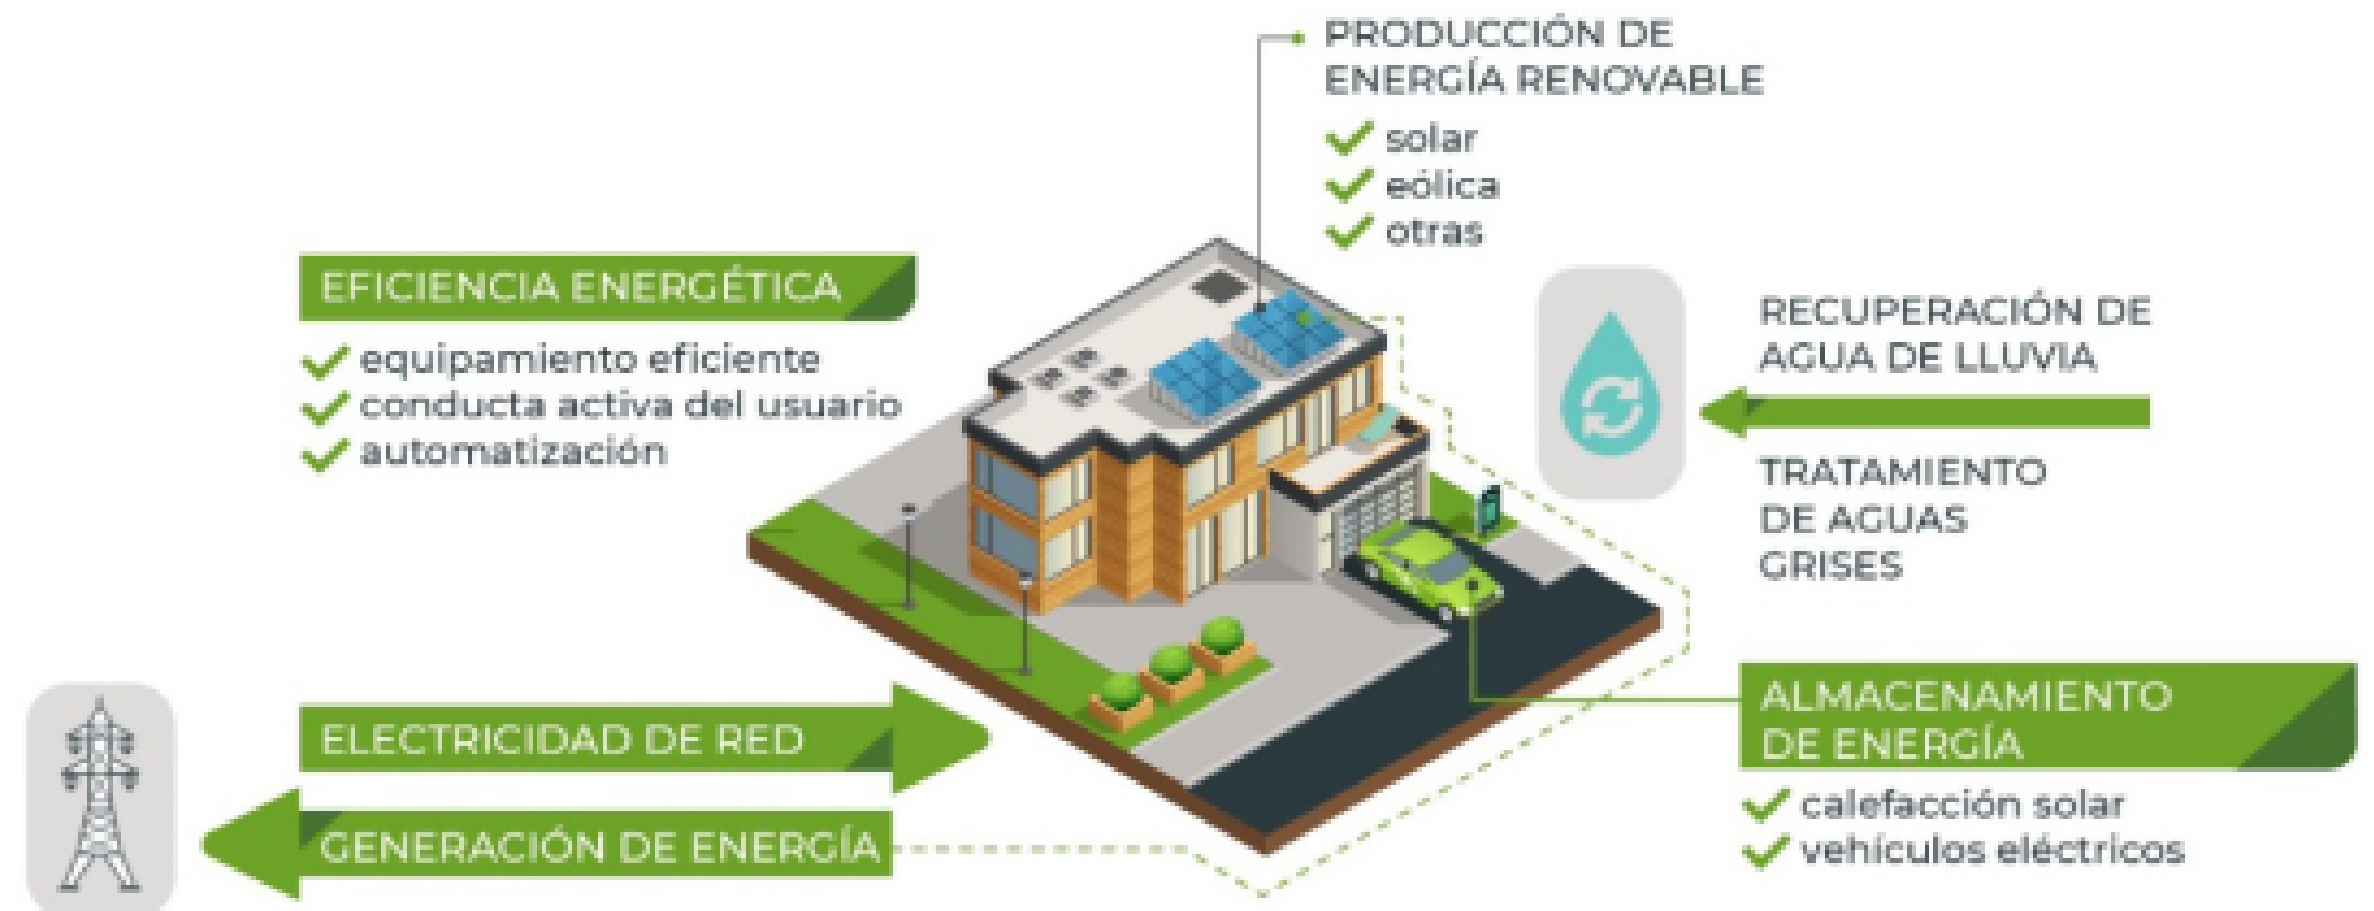 PRODUCCIÓN DE
ENERGÍA RENOVABLE
solar
eólica
otras
EFICIENCIA ENERGÉTICA
equipamiento eficiente
conducta activa del usuario
automatización
RECUPERACIÓN DE
AGUA DE LLUVIA
TRATAMIENTO
DE AGUAS
GRISES
ELECTRICIDAD DE RED
GENERACIÓN DE ENERGÍA
ALMACENAMIENTO
DE ENERGÍA
calefacción solar
vehículos eléctricos